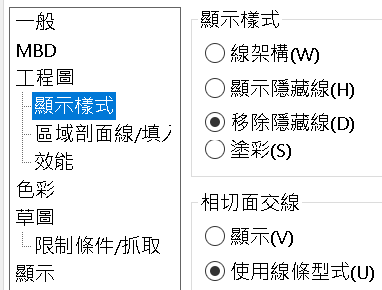 一般
MBD
工程圖
顯示樣式
區域剖面線/填入
效能
色彩
草圖
限制條件/抓取
顯示
顯示樣式
線架構(W)
顯示隱藏線(H)
移除隱藏線(D)
塗彩(S)
相切面交線
顯示(V)
使用線條型式(U)